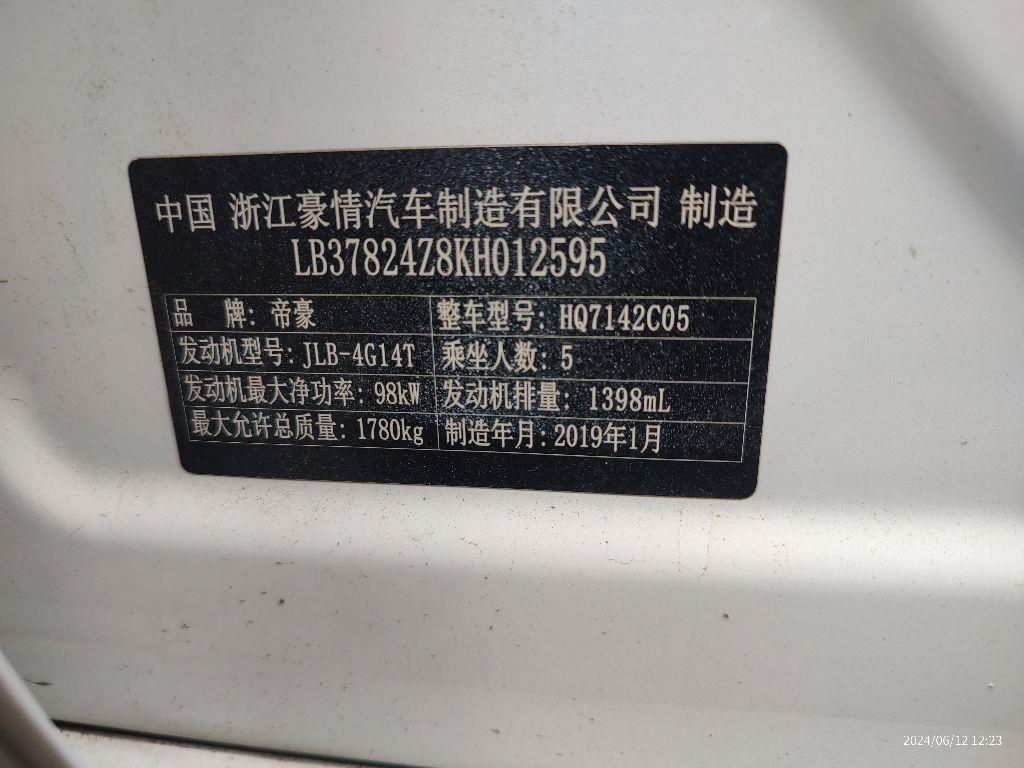 中国 浙江豪情汽车制造有限公司 制造
LB37824Z8KH012595
品 牌: 帝豪 整车型号: HQ7142C05
发动机型号: JLB-4G14T 乘坐人数: 5
发动机最大净功率: 98kW 发动机排量: 1398mL
最大允许总质量: 1780kg 制造年月: 2019年1月
2024/06/12 12:23